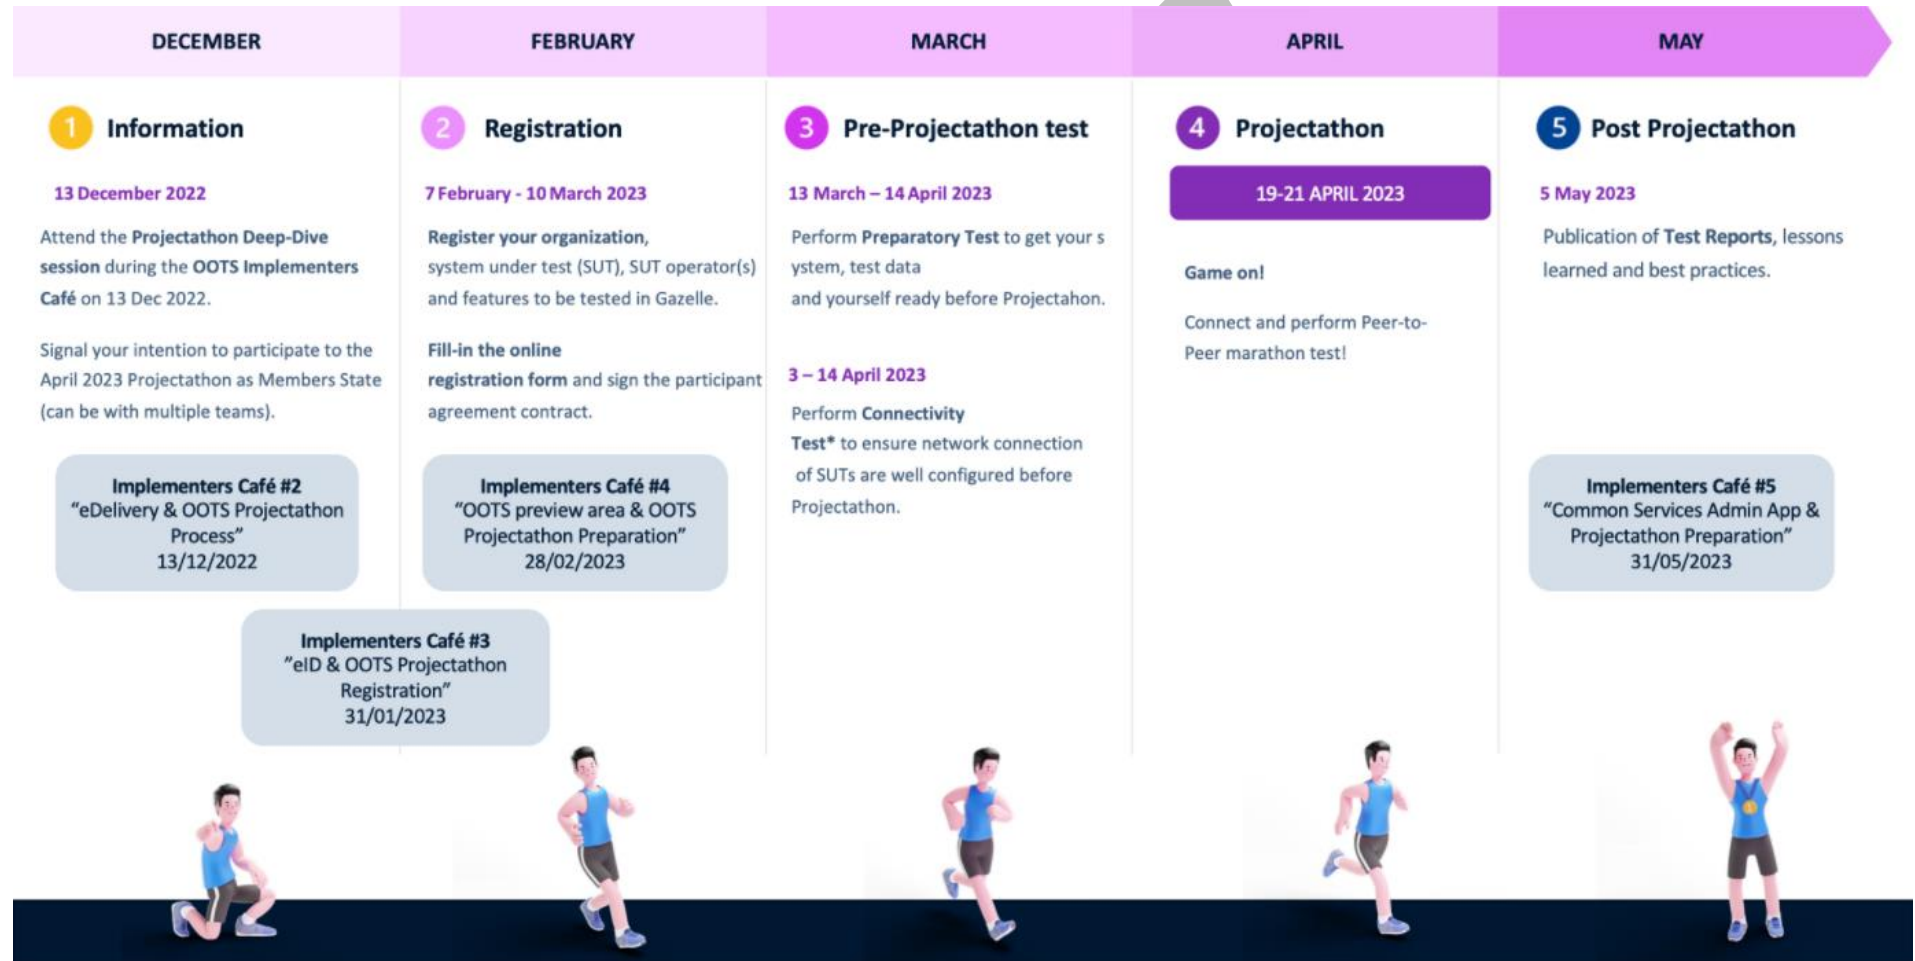 DECEMBER
FEBRUARY
MARCH
APRIL
MAY
1 Information
13 December 2022
Attend the Projectathon Deep-Dive
session during the OOTS Implementers
Café on 13 Dec 2022.
Signal your intention to participate to the
April 2023 Projectathon as Members State
(can be with multiple teams).
Implementers Café #2
"eDelivery & OOTS Projectathon
Process"
13/12/2022
Implementers Café #3
"eID & OOTS Projectathon
Registration"
31/01/2023
2 Registration
7 February - 10 March 2023
Register your organization,
system under test (SUT), SUT operator(s)
and features to be tested in Gazelle.
Fill-in the online
registration form and sign the participant
agreement contract.
Implementers Café #4
"OOTS preview area & OOTS
Projectathon Preparation"
28/02/2023
3 Pre-Projectathon test
13 March – 14 April 2023
Perform Preparatory Test to get your s
ystem, test data
and yourself ready before Projectahon.
3 – 14 April 2023
Perform Connectivity
Test* to ensure network connection
of SUTs are well configured before
Projectathon.
4 Projectathon
19-21 APRIL 2023
Game on!
Connect and perform Peer-to-
Peer marathon test!
5 Post Projectathon
5 May 2023
Publication of Test Reports, lessons
learned and best practices.
Implementers Café #5
"Common Services Admin App &
Projectathon Preparation"
31/05/2023